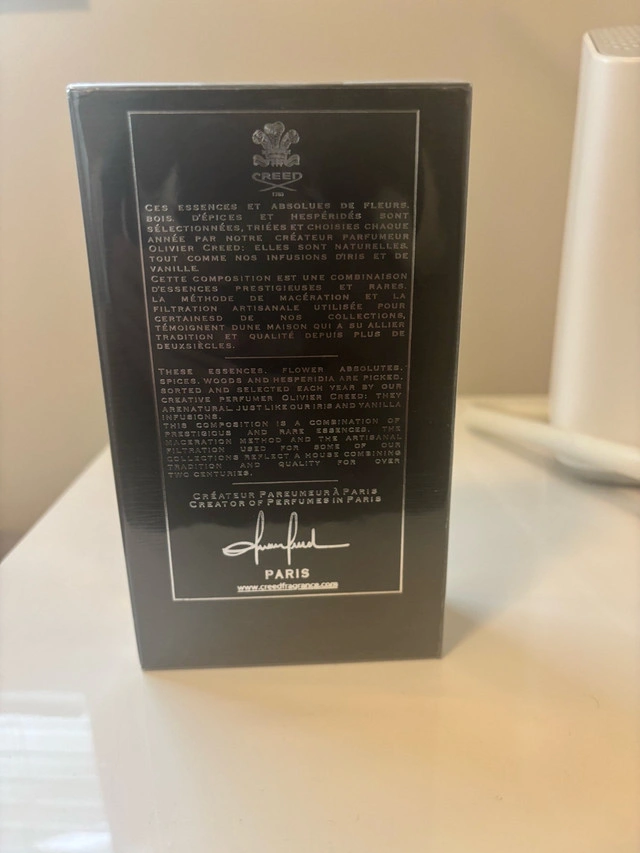 CREED
1760
CES ESSENCES ET ABSOLUES DE FLEURS,
BOIS, D'ÉPICES ET HESPÉRIDÉS SONT
SÉLECTIONNÉES, TRIÉES ET CHOISIES CHAQUE
ANNÉE PAR NOTRE CRÉATEUR PARFUMEUR
OLIVIER CREED: ELLES SONT NATURELLES.
TOUT COMME NOS INFUSIONS D'IRIS ET DE
VANILLE.
CETTE COMPOSITION EST UNE COMBINAISON
D'ESSENCES PRESTIGIEUSES ET RARES.
LA MÉTHODE DE MACÉRATION ET LA
FILTRATION ARTISANALE UTILISÉE POUR
CERTAINESD DE NOS COLLECTIONS,
TÉMOIGNENT DUNE MAISON QUI A SU ALLIER
TRADITION ET QUALITÉ DEPUIS PLUS DE
DEUXSIÈCLES.
THESE ESSENCES, FLOWER ABSOLUTES,
SPICES, WOODS AND HESPERIDIA ARE PICKED,
SORTED AND SELECTED EACH YEAR BY OUR
CREATIVE PERFUMER OLIVIER CREED: THEY
ARENATURAL JUST LIKE OUR IRIS AND VANILLA
INFUSIONS.
THIS COMPOSITION IS A COMBINATION OF
PRESTIGIOUS AND RARE ESSENCES. THE
MACERATION METHOD AND THE ARTISANAL
FILTRATION USED FOR SOME OF OUR
COLLECTIONS REFLECT A HOUSE COMBINING
TRADITION AND QUALITY FOR OVER
TWO CENTURIES.
CRÉATEUR PAREUMEUR À PARIS
CREATOR OF PERFUMES IN PARIS
PARIS
www.creedfragrance.com